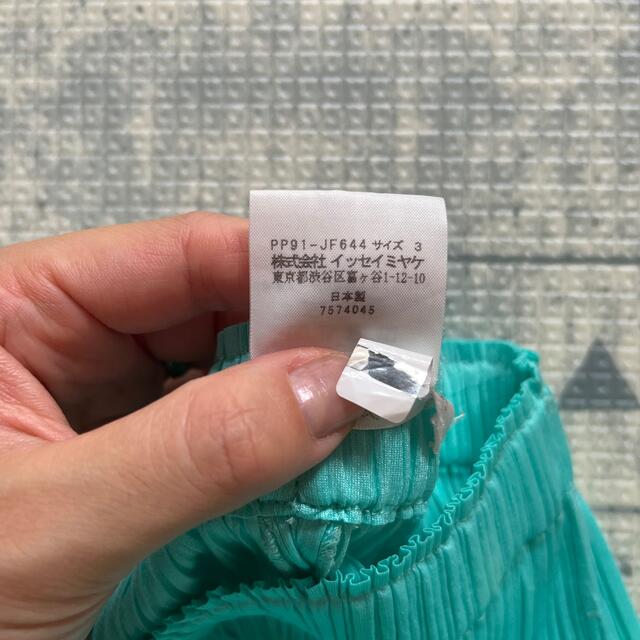 PP91-JF644 サイズ 3
株式会社 イッセイミヤケ
東京都渋谷区富ヶ谷1-12-10
日本製
7574045